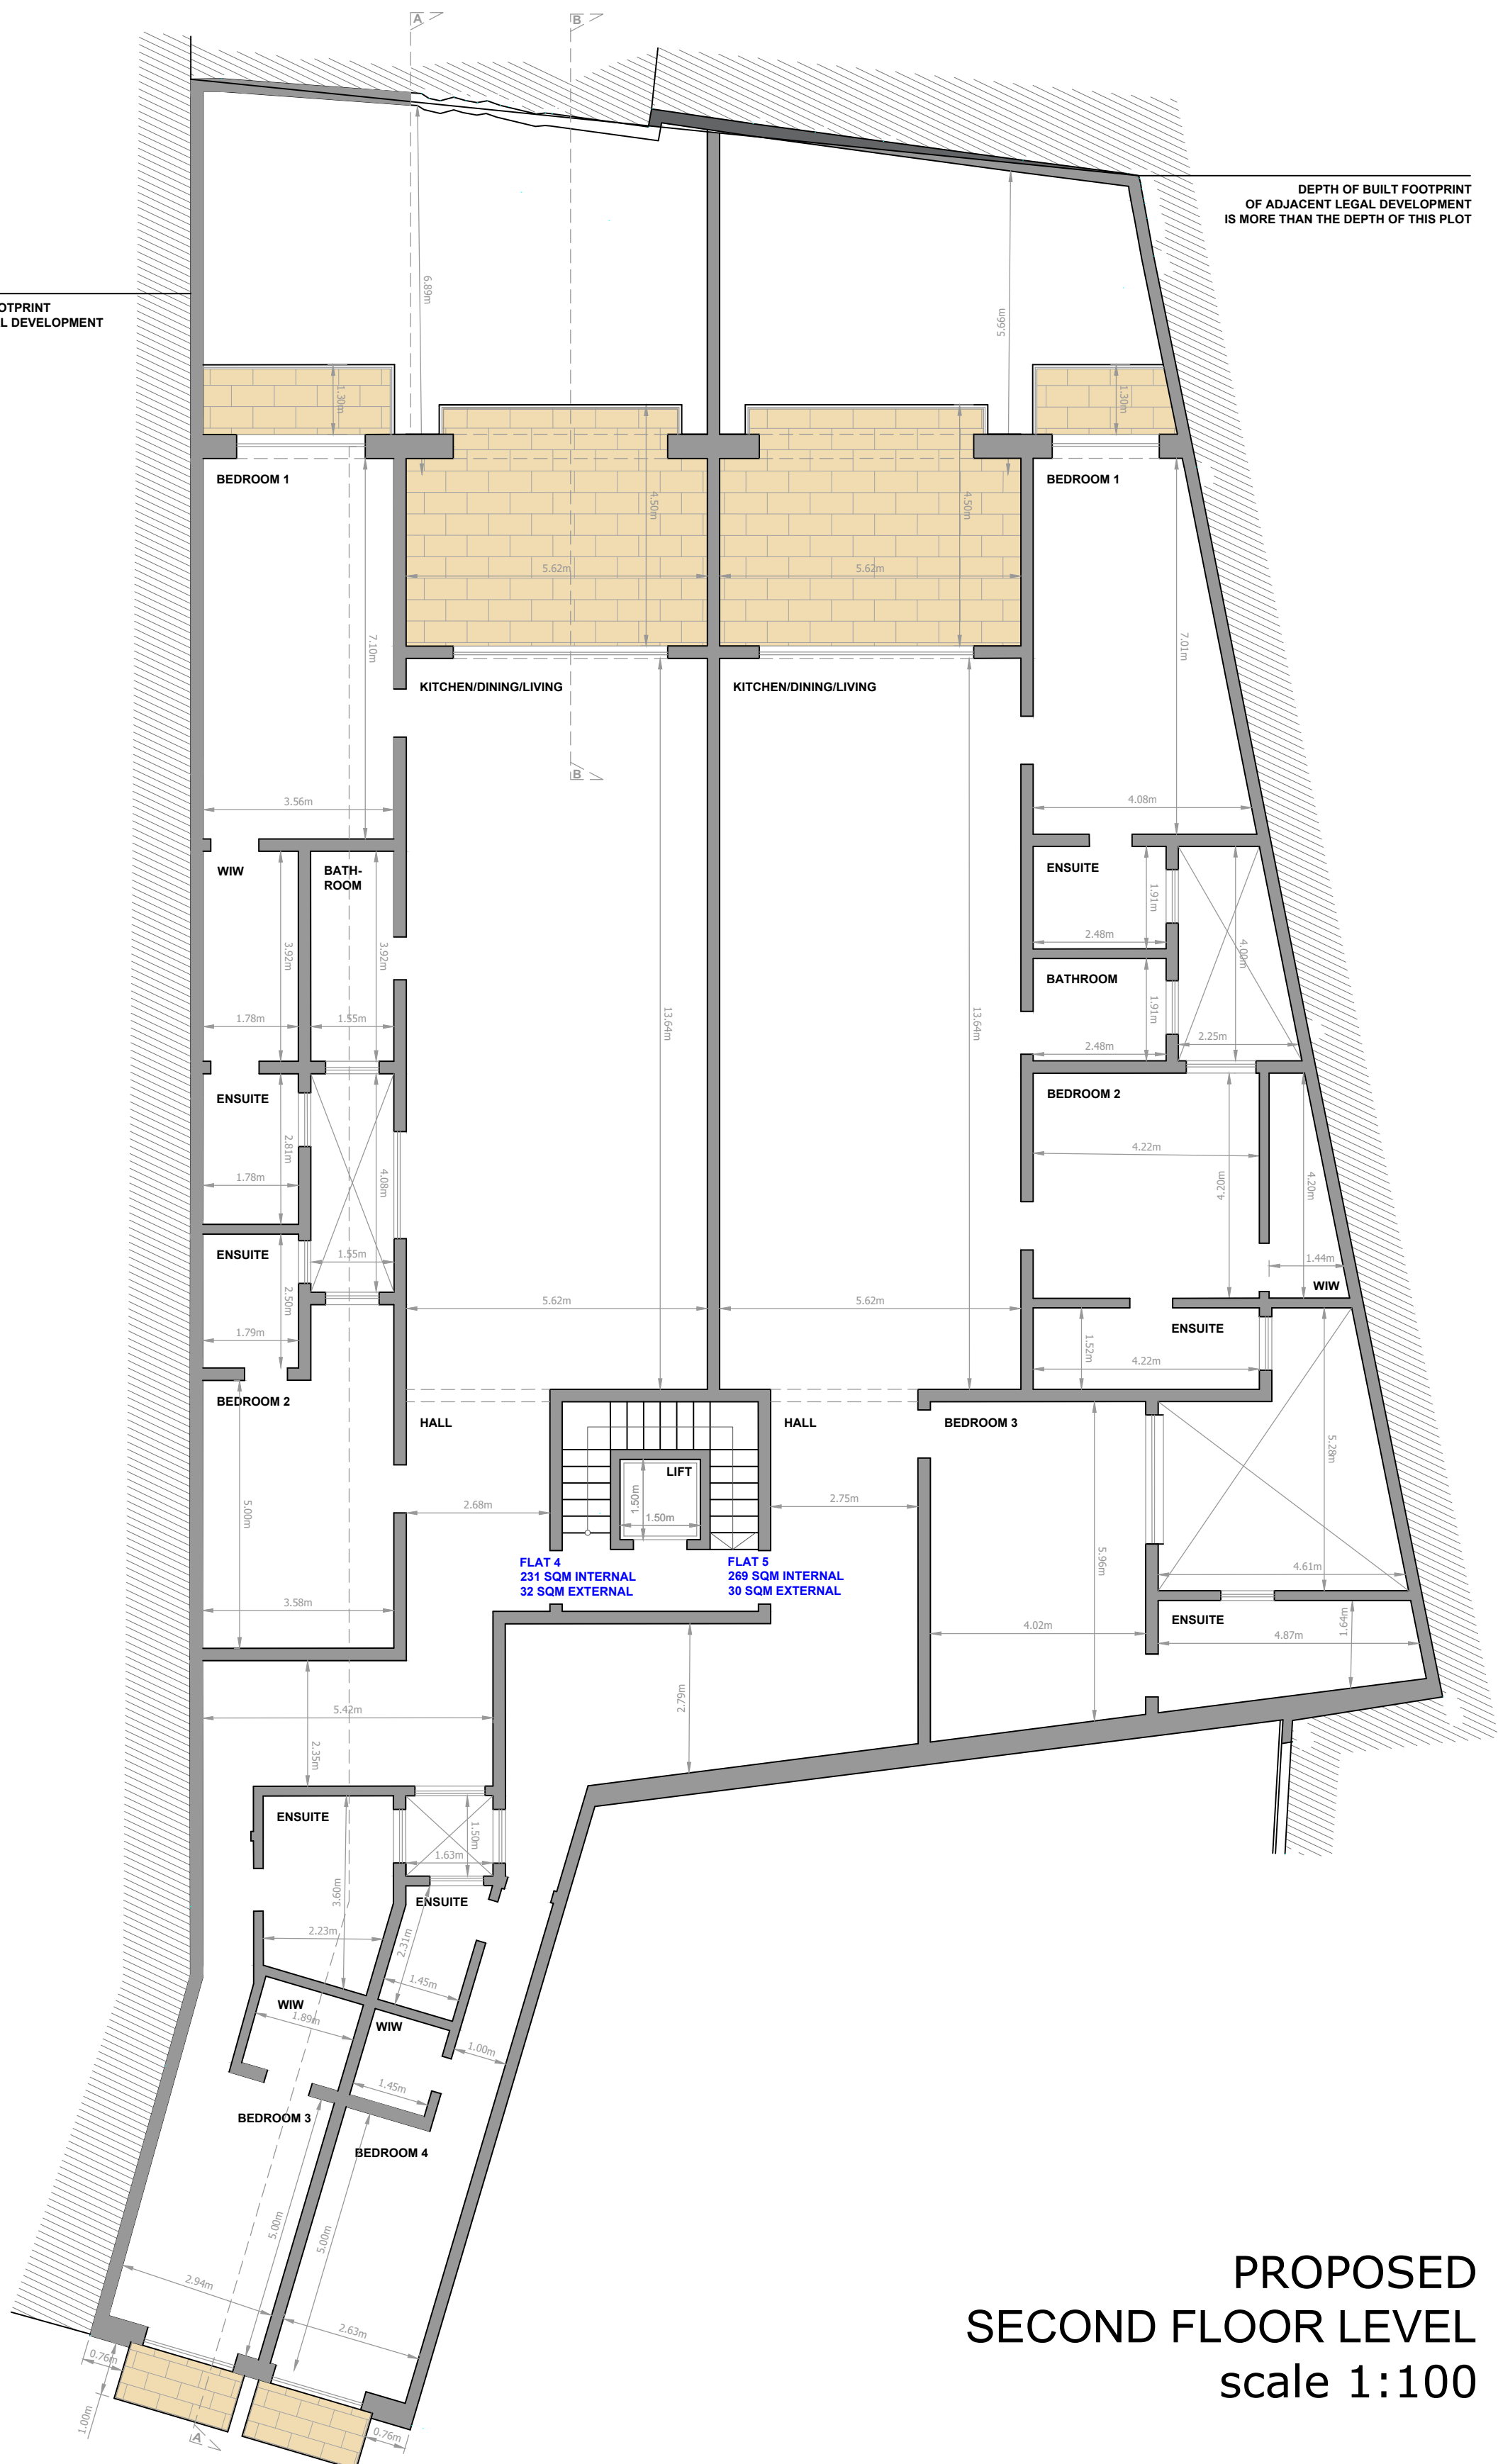 A
B
DEPTH OF BUILT FOOTPRINT
OF ADJACENT LEGAL DEVELOPMENT
IS MORE THAN THE DEPTH OF THIS PLOT
6.89m
5.66m
OTPRINT
L DEVELOPMENT
1.30m
1.30m
BEDROOM 1
BEDROOM 1
4.50m
4.50m
5.62m
5.62m
7.10m
7.01m
KITCHEN/DINING/LIVING
KITCHEN/DINING/LIVING
B
3.56m
4.08m
WIW
BATH-
ROOM
ENSUITE
1.91m
2.48m
3.92m
3.92m
4.00m
BATHROOM
1.91m
1.78m
1.55m
13.64m
13.64m
2.48m
2.25m
ENSUITE
BEDROOM 2
2.81m
4.22m
1.78m
4.08m
4.20m
4.20m
ENSUITE
1.55m
1.44m
WIW
2.50m
5.62m
5.62m
1.79m
ENSUITE
1.52m
4.22m
BEDROOM 2
HALL
HALL
BEDROOM 3
5.28m
LIFT
1.50m
1.50m
5.00m
2.68m
2.75m
FLAT 4
231 SQM INTERNAL
32 SQM EXTERNAL
FLAT 5
269 SQM INTERNAL
30 SQM EXTERNAL
5.96m
4.61m
3.58m
ENSUITE
4.02m
4.87m
1.64m
2.79m
5.42m
2.35m
ENSUITE
1.50m
1.63m
3.60m
ENSUITE
2.23m
2.31m
1.45m
WIW
1.89m
WIW
1.00m
1.45m
BEDROOM 3
BEDROOM 4
5.00m
5.00m
2.94m
2.63m
0.76m
1.00m
A
0.76m
PROPOSED
SECOND FLOOR LEVEL
scale 1:100